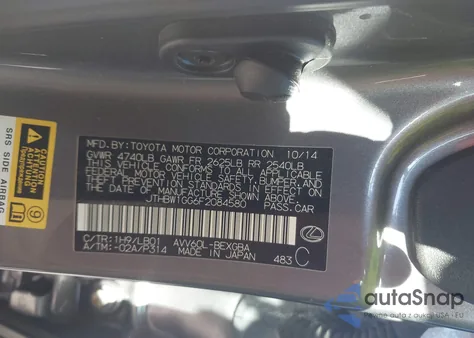 MFD.BY:TOYOTA MOTOR CORPORATION 10/14
GVWR 4740LB GAWR FR 2625LB RR 2540LB
THIS VEHICLE CONFORMS TO ALL APPLICABLE
FEDERAL MOTOR VEHICLE SAFETY, BUMPER, AND
THEFT PREVENTION STANDARDS IN EFFECT ON
THE DATE OF MANUFACTURE SHOWN ABOVE.
JTHBW1GG6F2084580 PASS.CAR
C/TR:1H9/LB01 AVV60L-BEXGBA
A/TM:-02A/P314 MADE IN JAPAN 483 C
SRS SIDE AIRBAG
ACHTUNG
autoSnap